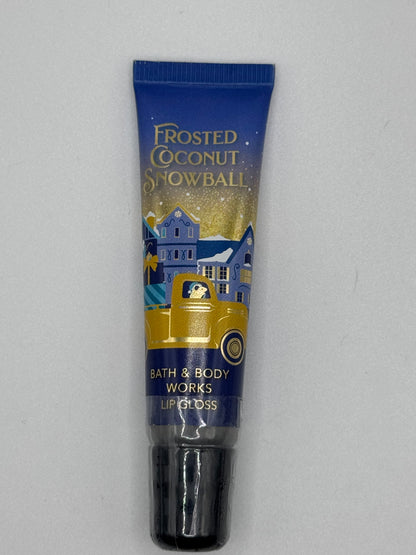 FROSTED
COCONUT
SNOWBALL
BATH & BODY
WORKS
LIP GLOSS